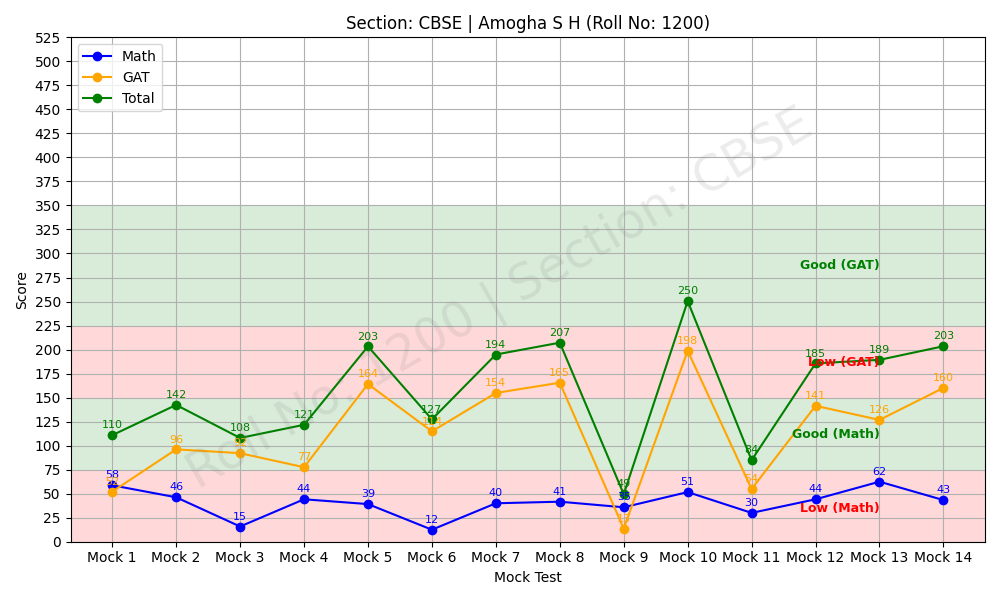 Section: CBSE | Amogha S H (Roll No: 1200)
Math
GAT
Total
Score
525
500
475
450
425
400
375
350
325
300
275
250
225
200
175
150
125
100
75
50
25
0
Roll No: 1200 | Section: CBSE
Good (GAT)
Low (GAT)
Good (Math)
Low (Math)
110 142 108 121 203 127 194 207 49 250 84 185 189 203
96 77 164 154 165 198 54 141 126 160
58 46 15 44 39 12 40 41 51 30 44 62 43
Mock 1 Mock 2 Mock 3 Mock 4 Mock 5 Mock 6 Mock 7 Mock 8 Mock 9 Mock 10 Mock 11 Mock 12 Mock 13 Mock 14
Mock Test